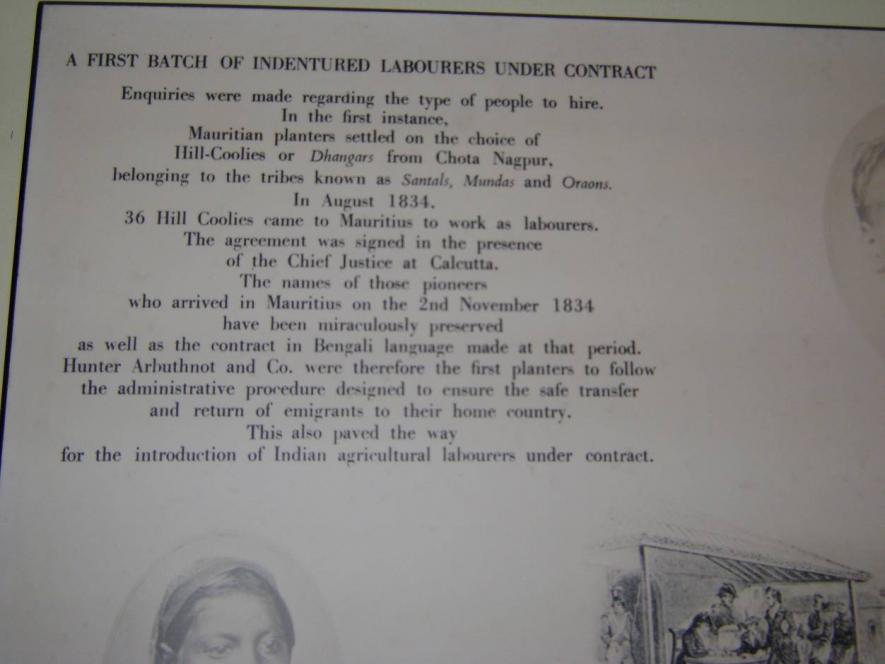 A FIRST BATCH OF INDENTURED LABOURERS UNDER CONTRACT
Enquiries were made regarding the type of people to hire.
In the first instance,
Mauritian planters settled on the choice of
Hill-Coolies or Dhangars from Chota Nagpur,
belonging to the tribes known as Santals, Mundas and Oraons.
In August 1834,
36 Hill Coolies came to Mauritius to work as labourers.
The agreement was signed in the presence
of the Chief Justice at Calcutta.
The names of those pioneers
who arrived in Mauritius on the 2nd November 1834
have been miraculously preserved
as well as the contract in Bengali language made at that period.
Hunter Arbuthnot and Co. were therefore the first planters to follow
the administrative procedure designed to ensure the safe transfer
and return of emigrants to their home country.
This also paved the way
for the introduction of Indian agricultural labourers under contract.